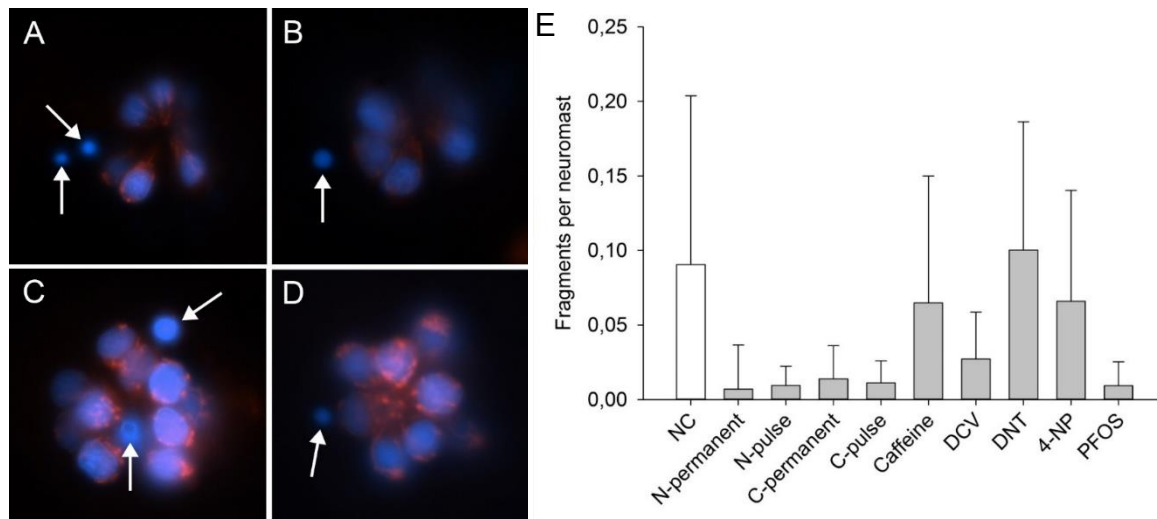 A
B
C
D
E
Fragments per neuromast
0,25
0,20
0,15
0,10
0,05
0,00
NC
N-permanent
N-pulse
C-permanent
C-pulse
Caffeine
DCV
DNT
4-NP
PFOS